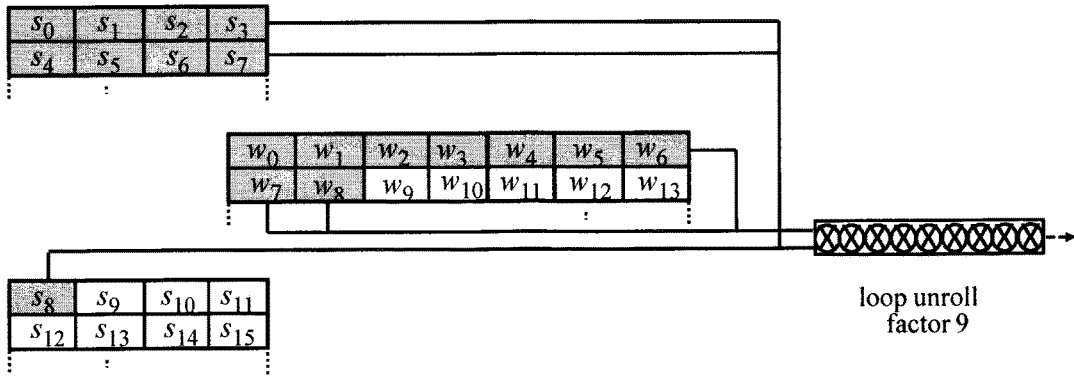 s0 s1 s2 s3
s4 s5 s6 s7
w0 w1 w2 w3 w4 w5 w6
w7 w8 w9 w10 w11 w12 w13
s8 s9 s10 s11
s12 s13 s14 s15
loop unroll
factor 9